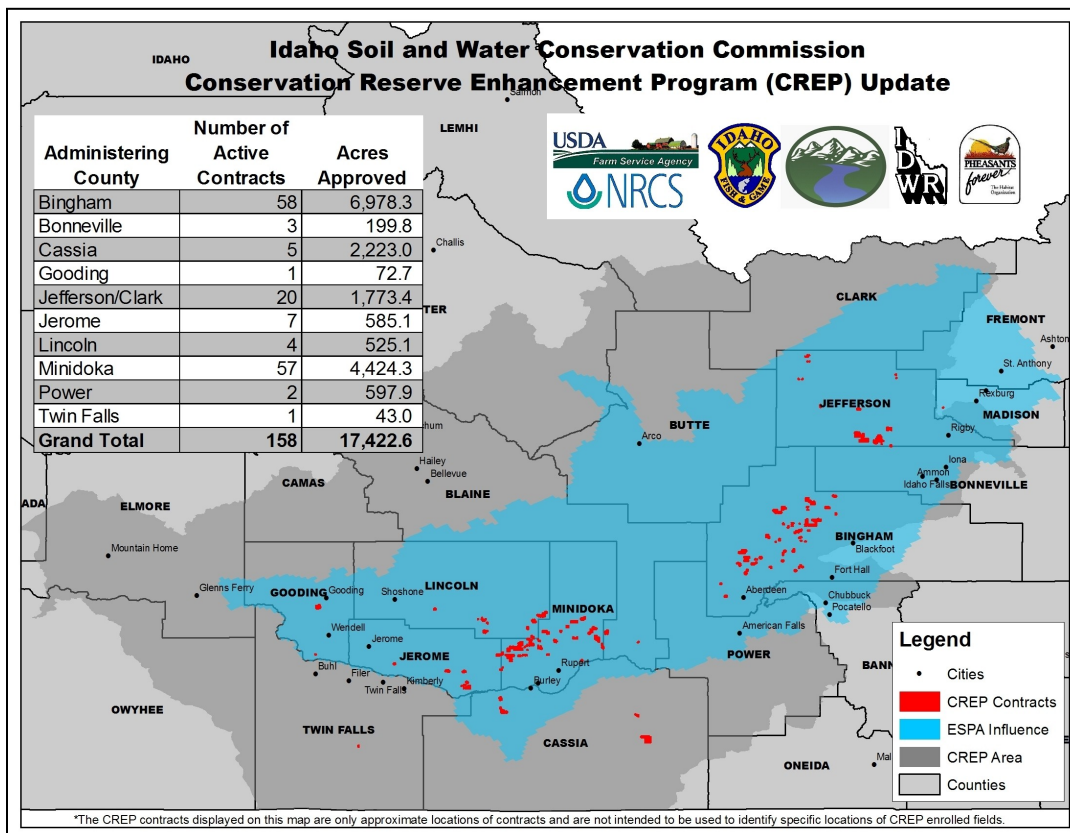 Idaho Soil and Water Conservation Commission
Conservation Reserve Enhancement Program (CREP) Update
Administering County Number of Active Contracts Acres Approved
Bingham 58 6,978.3
Bonneville 3 199.8
Cassia 5 2,223.0
Gooding 1 72.7
Jefferson/Clark 20 1,773.4
Jerome 7 585.1
Lincoln 4 525.1
Minidoka 57 4,424.3
Power 2 597.9
Twin Falls 1 43.0
Grand Total 158 17,422.6
USDA
Farm Service Agency
NRCS
IDAHO
FISH & GAME
IDWR
PHEASANTS
forever
The Habitat
Organization
IDAHO
Salmon
LEMHI
Challis
TER
CLARK
FREMONT
Ashton
St. Anthony
Rexburg
MADISON
JEFFERSON
Rigby
BUTTE
Arco
hum
Hailey
Bellevue
BLAINE
CAMAS
Iona
Ammon
Idaho Falls
BONNEVILLE
ADA
ELMORE
Mountain Home
BINGHAM
Blackfoot
Fort Hall
Aberdeen
Chubbuck
Pocatello
Glenns Ferry
GOODING
Gooding
Shoshone
LINCOLN
MINIDOKA
American Falls
POWER
Wendell
Jerome
JEROME
Rupert
Burley
Buhl
Filer
Twin Falls
Kimberly
BANN
OWYHEE
TWIN FALLS
CASSIA
ONEIDA
Mal
Legend
Cities
CREP Contracts
ESPA Influence
CREP Area
Counties
*The CREP contracts displayed on this map are only approximate locations of contracts and are not intended to be used to identify specific locations of CREP enrolled fields.